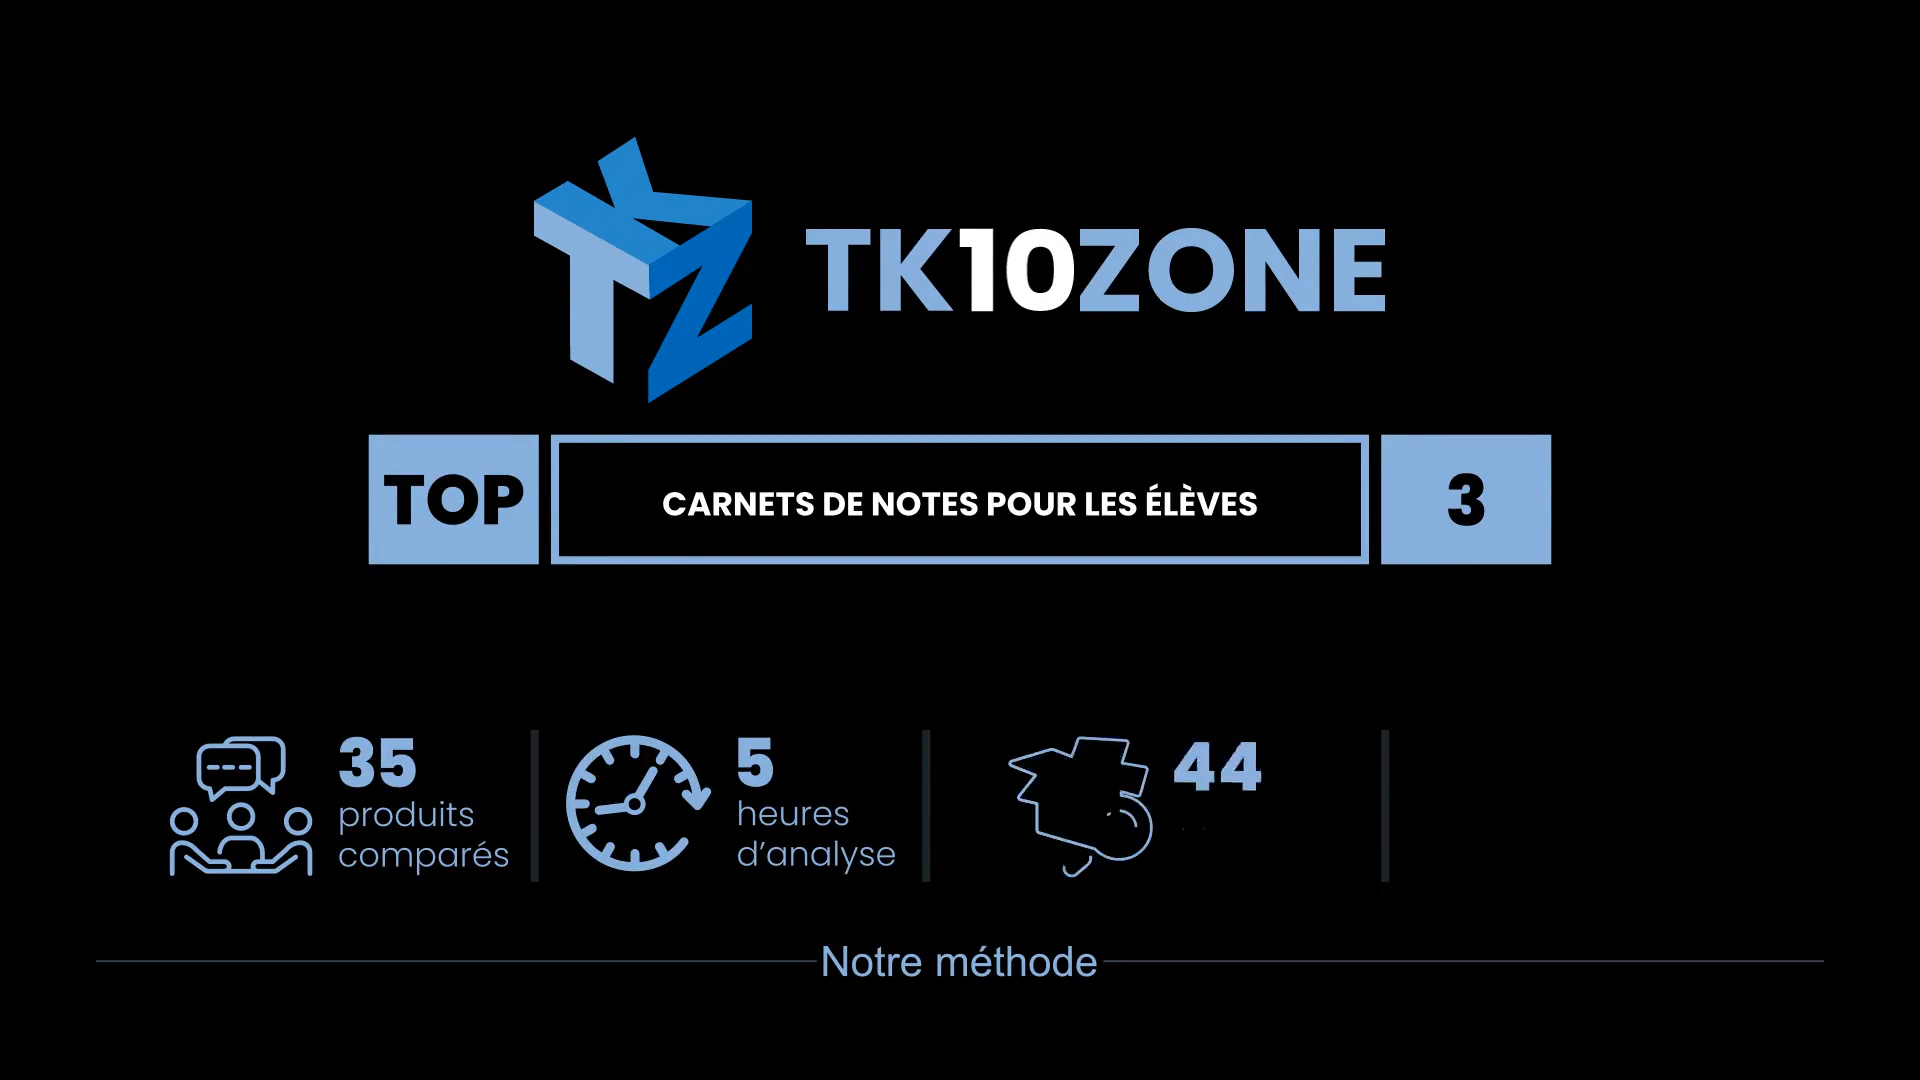 TK10ZONE
TOP
CARNETS DE NOTES POUR LES ÉLÈVES
3
35
produits
comparés
5
heures
d’analyse
44
Notre méthode